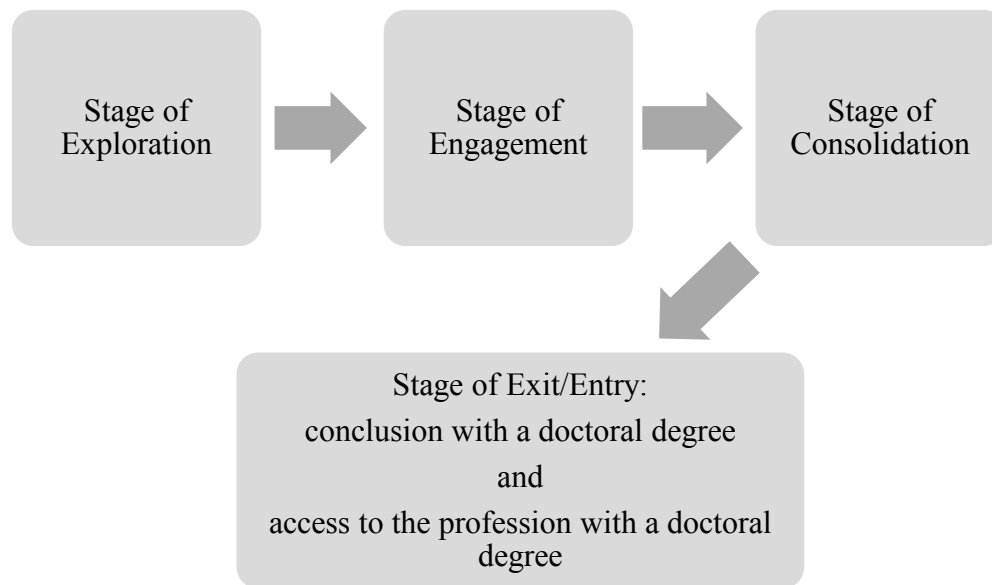 Stage of
Exploration
Stage of
Engagement
Stage of
Consolidation
Stage of Exit/Entry:
conclusion with a doctoral degree
and
access to the profession with a doctoral
degree